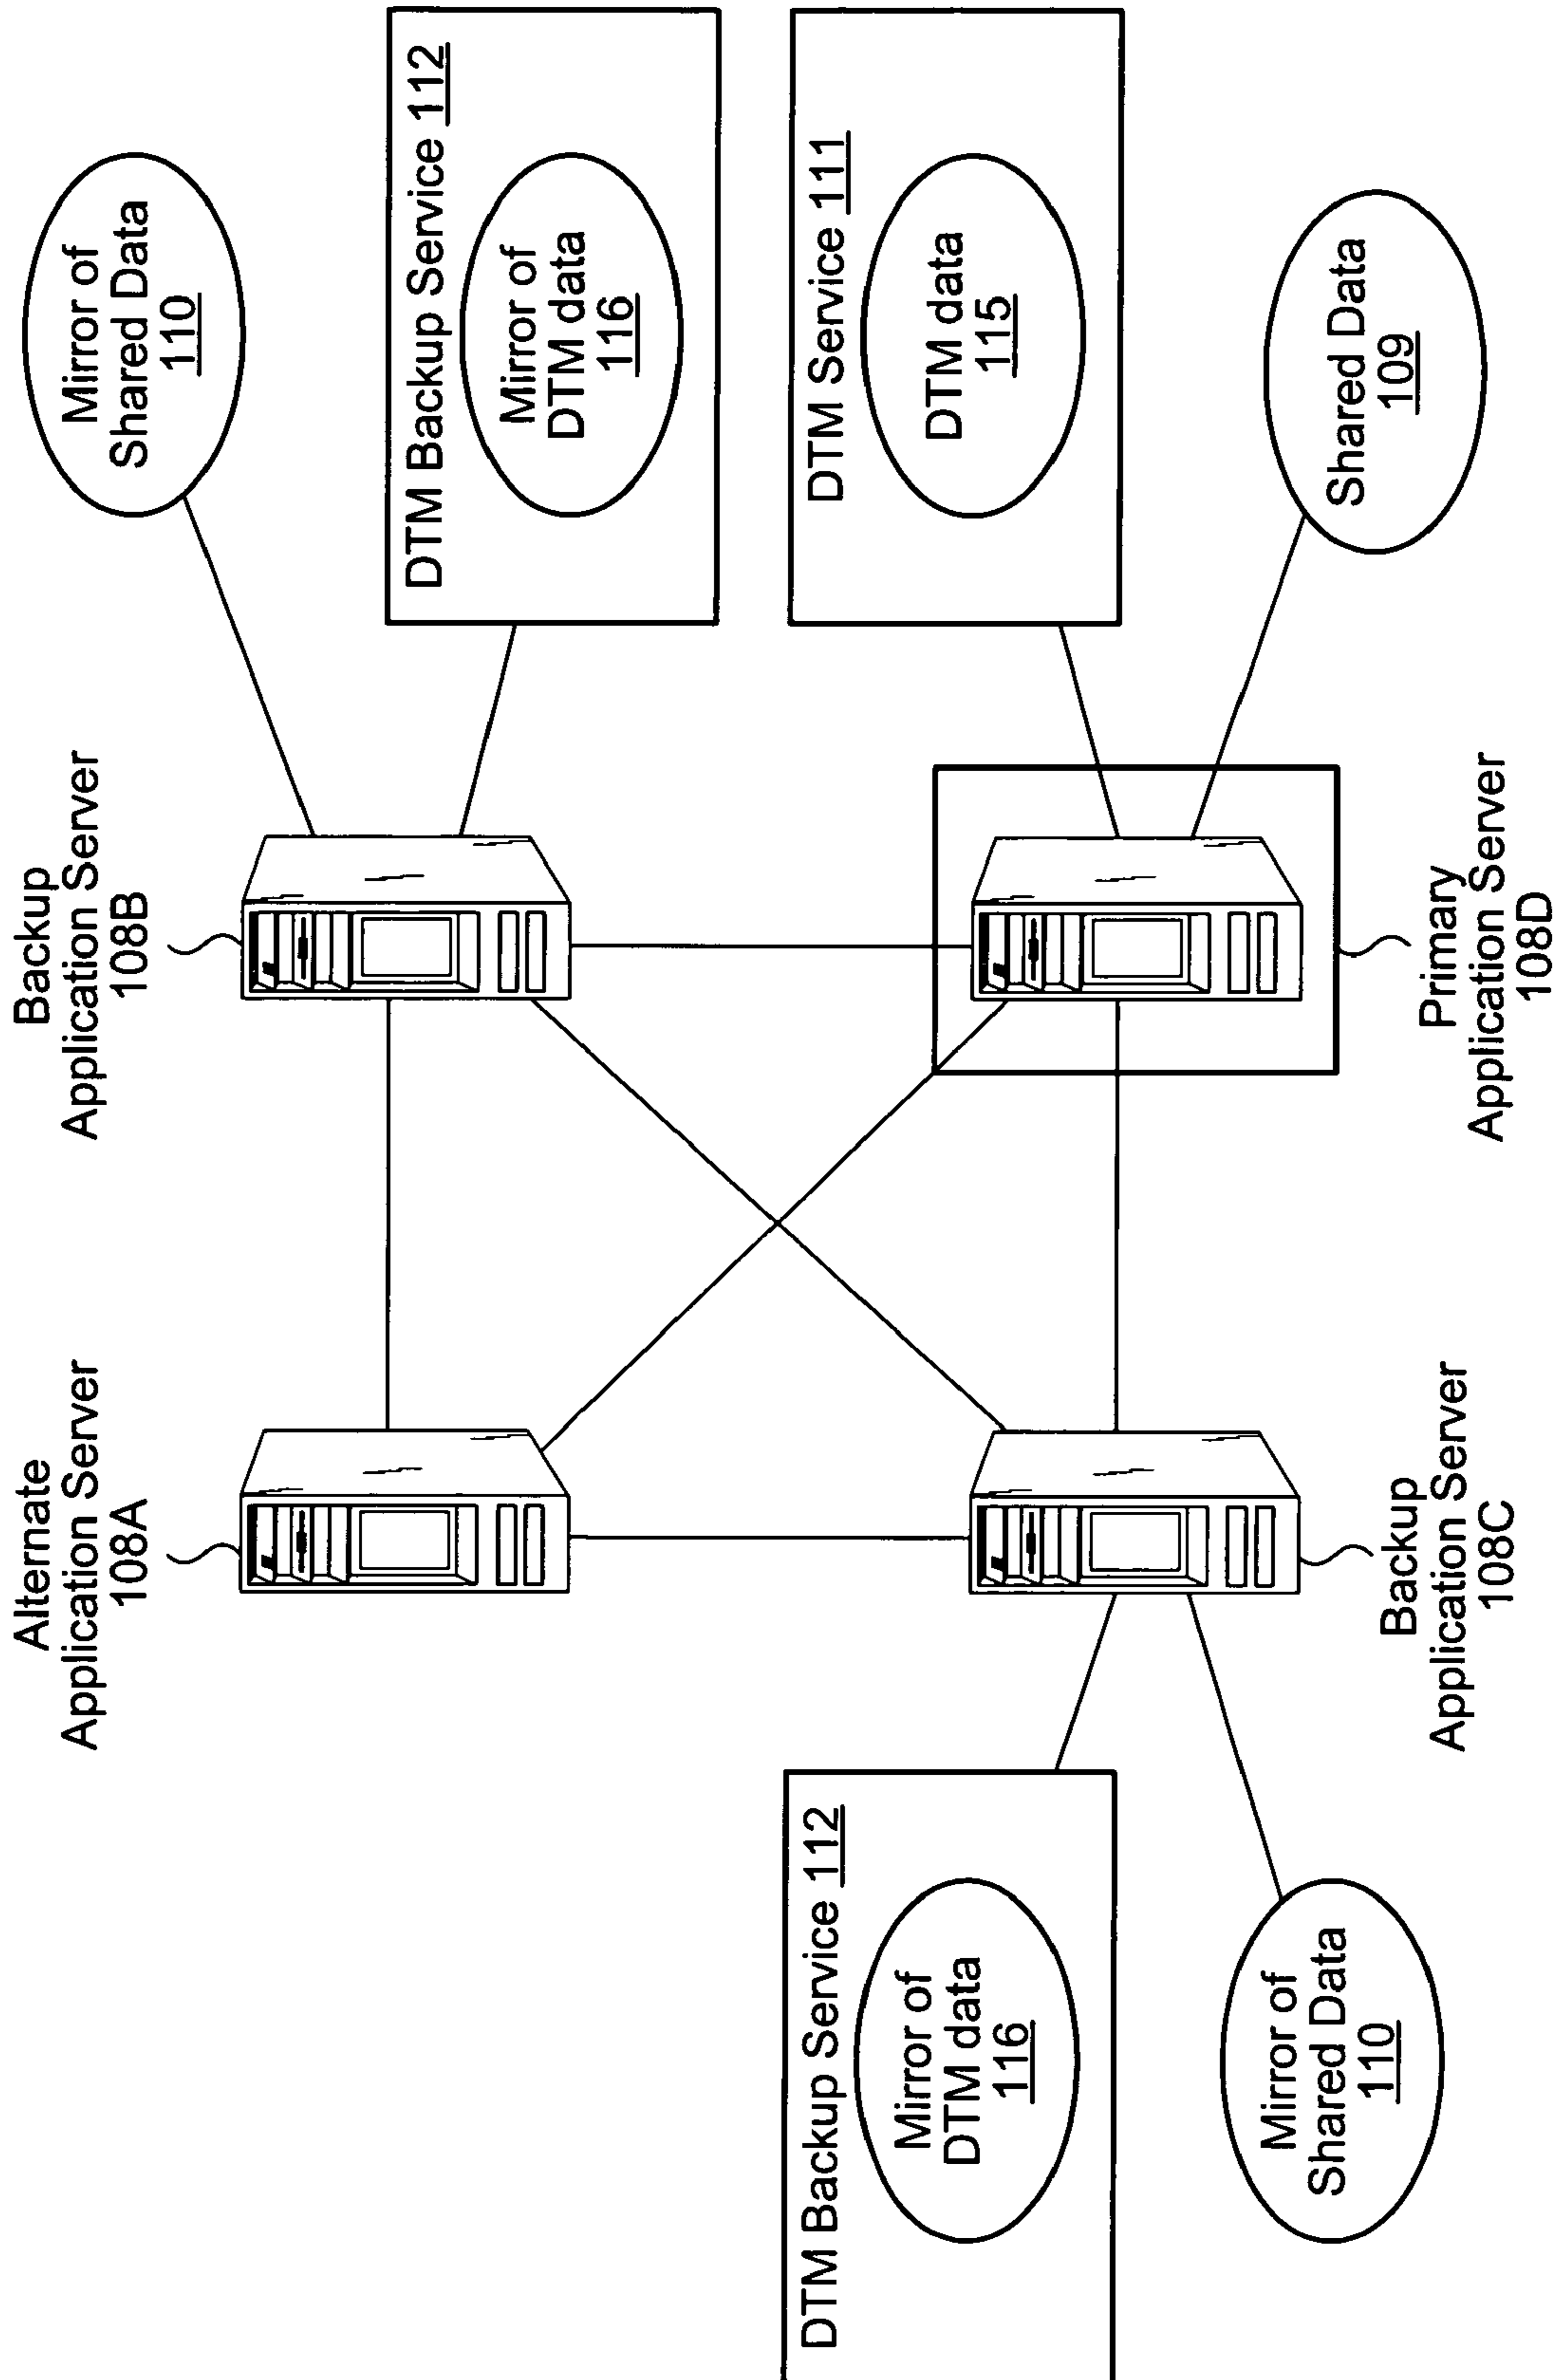 Alternate
Application Server
108A
Backup
Application Server
108B
Mirror of
Shared Data
110
DTM Backup Service 112
Mirror of
DTM data
116
DTM Backup Service 112
Mirror of
DTM data
116
DTM Service 111
DTM data
115
Mirror of
Shared Data
110
Shared Data
109
Backup
Application Server
108C
Primary
Application Server
108D